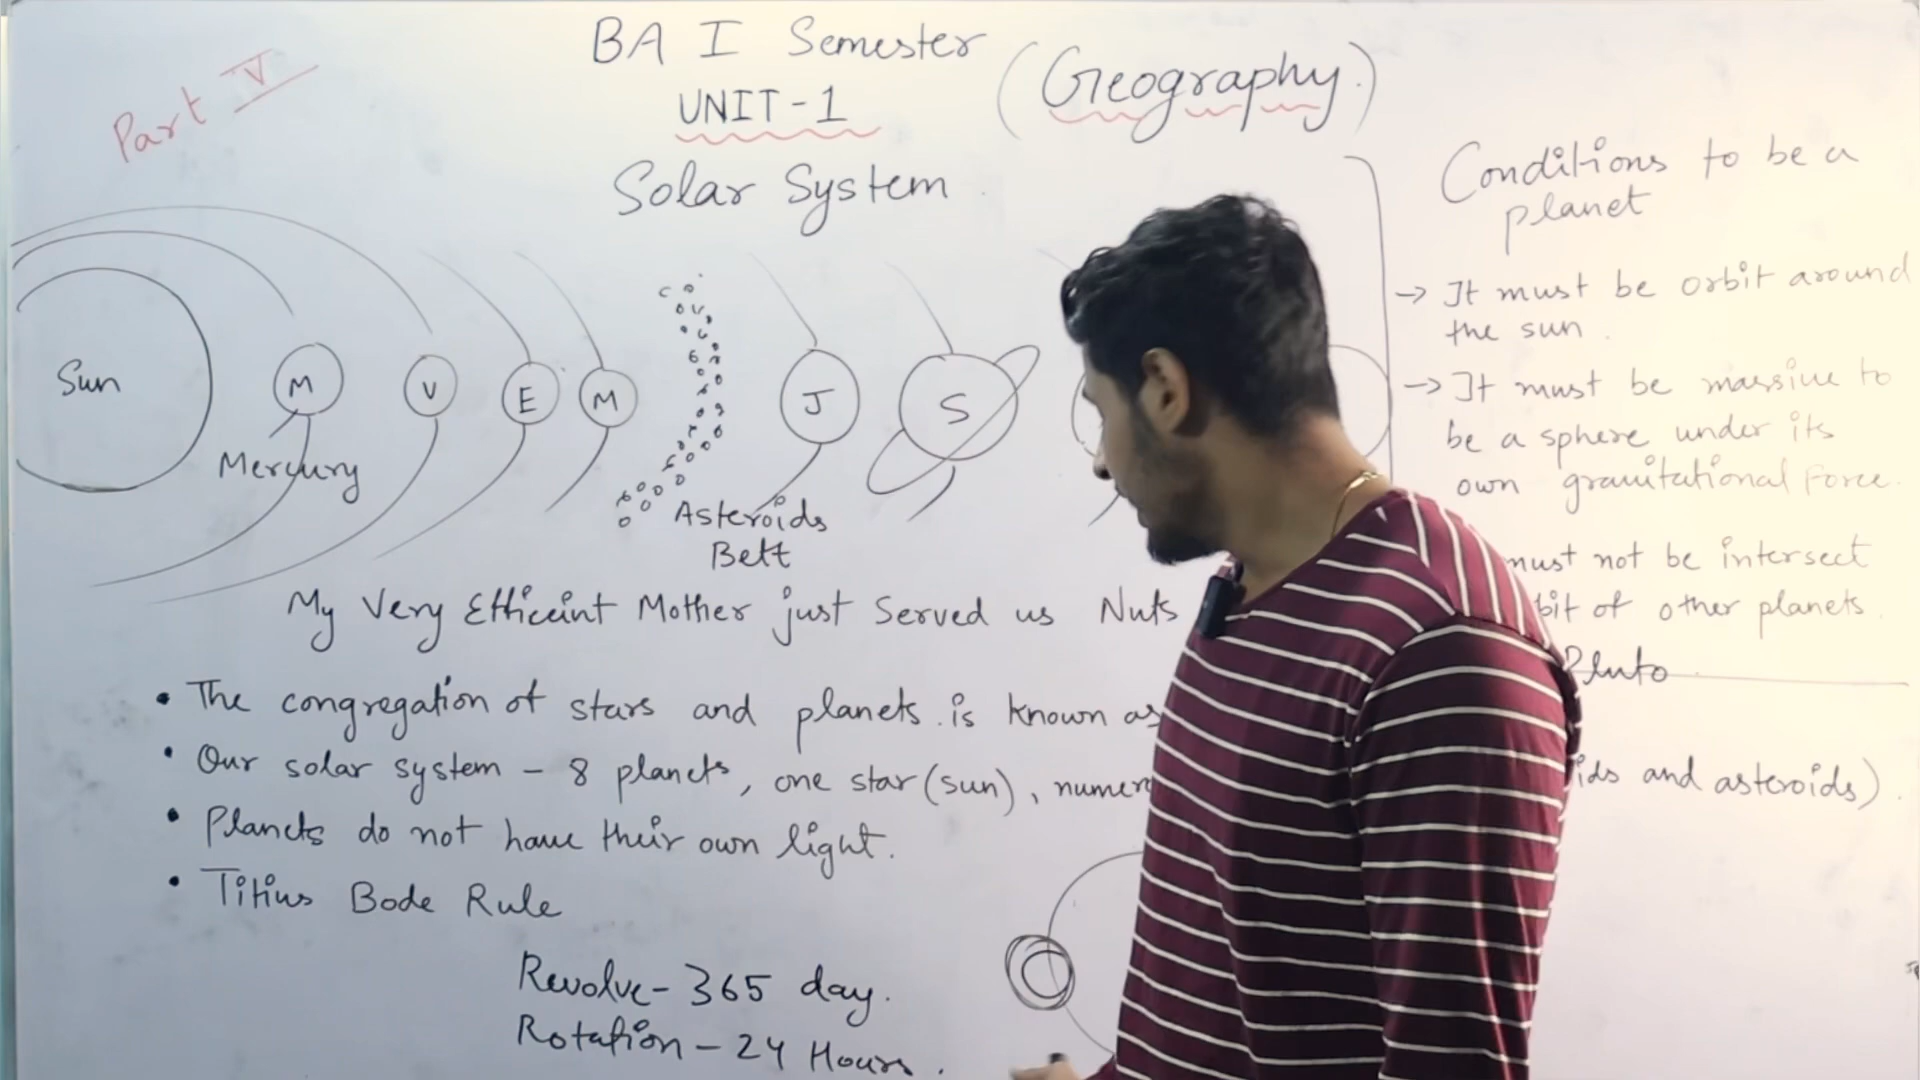 Part V
BA I Semester
UNIT-1
(Geography.)
Solar System
Sun
M
V
E
M
J
S
Mercury
Asteroids
Belt
My Very Efficeint Mother just Served us Nuts
• The congregation of stars and planets is known as
• Our solar system - 8 planets, one star (sun), numero
ids and asteroids).
• Planets do not have their own light.
• Titius Bode Rule
Revolve - 365 day.
Rotation - 24 Hours.
Conditions to be a
planet
→ It must be orbit around
the sun.
→ It must be massive to
be a sphere under its
own gravitational Force.
must not be intersect
bit of other planets.
Pluto